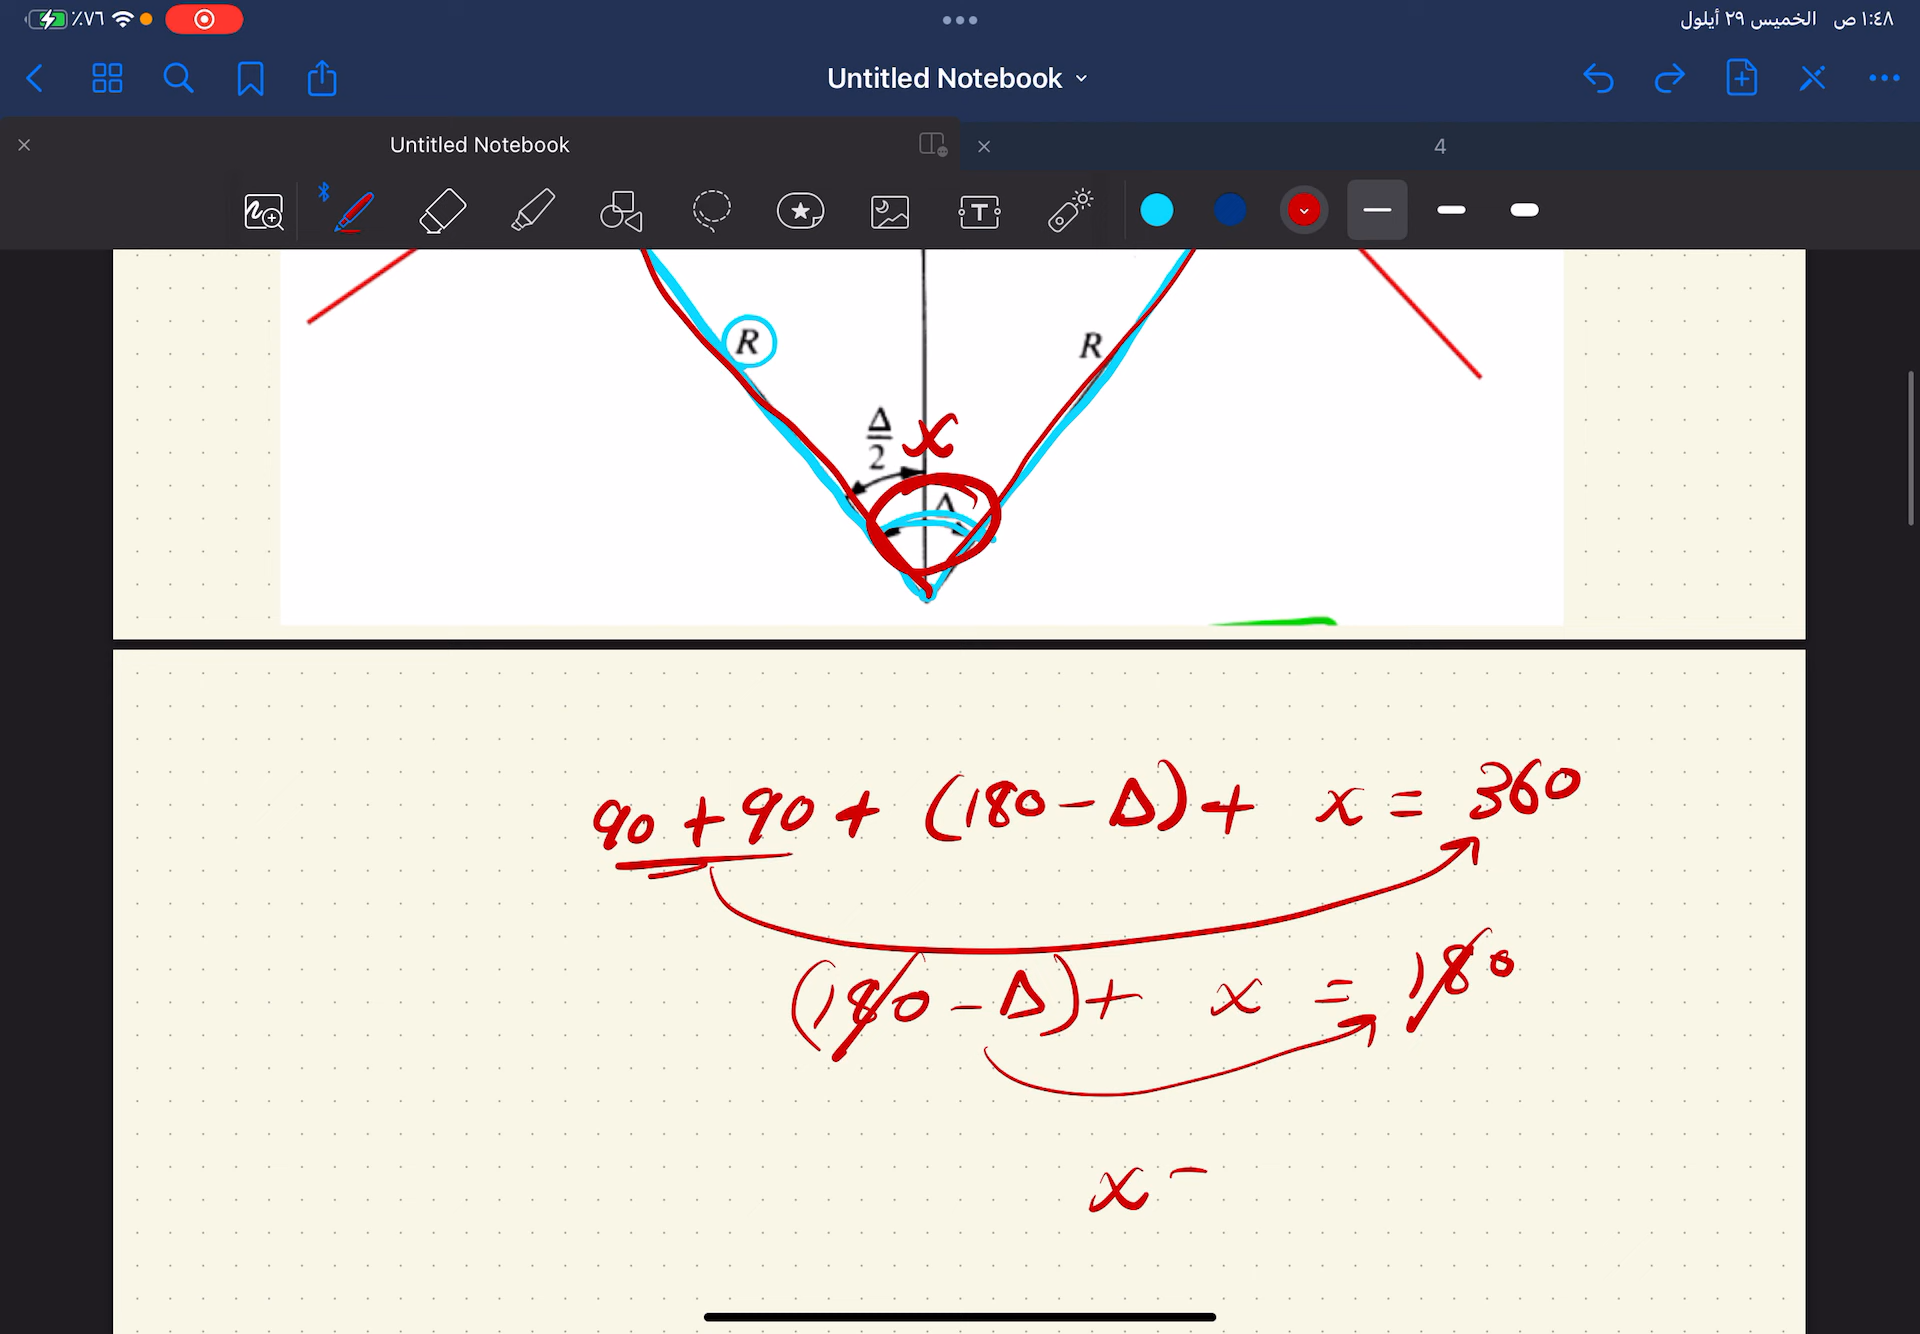 ٪٧٦ ١:٤٨ ص الخميس ٢٩ أيلول
Untitled Notebook
Untitled Notebook
4
T
R
R
Δ/2
x
Δ
90 + 90 + (180 - Δ) + x = 360
(180 - Δ) + x = 180
x -